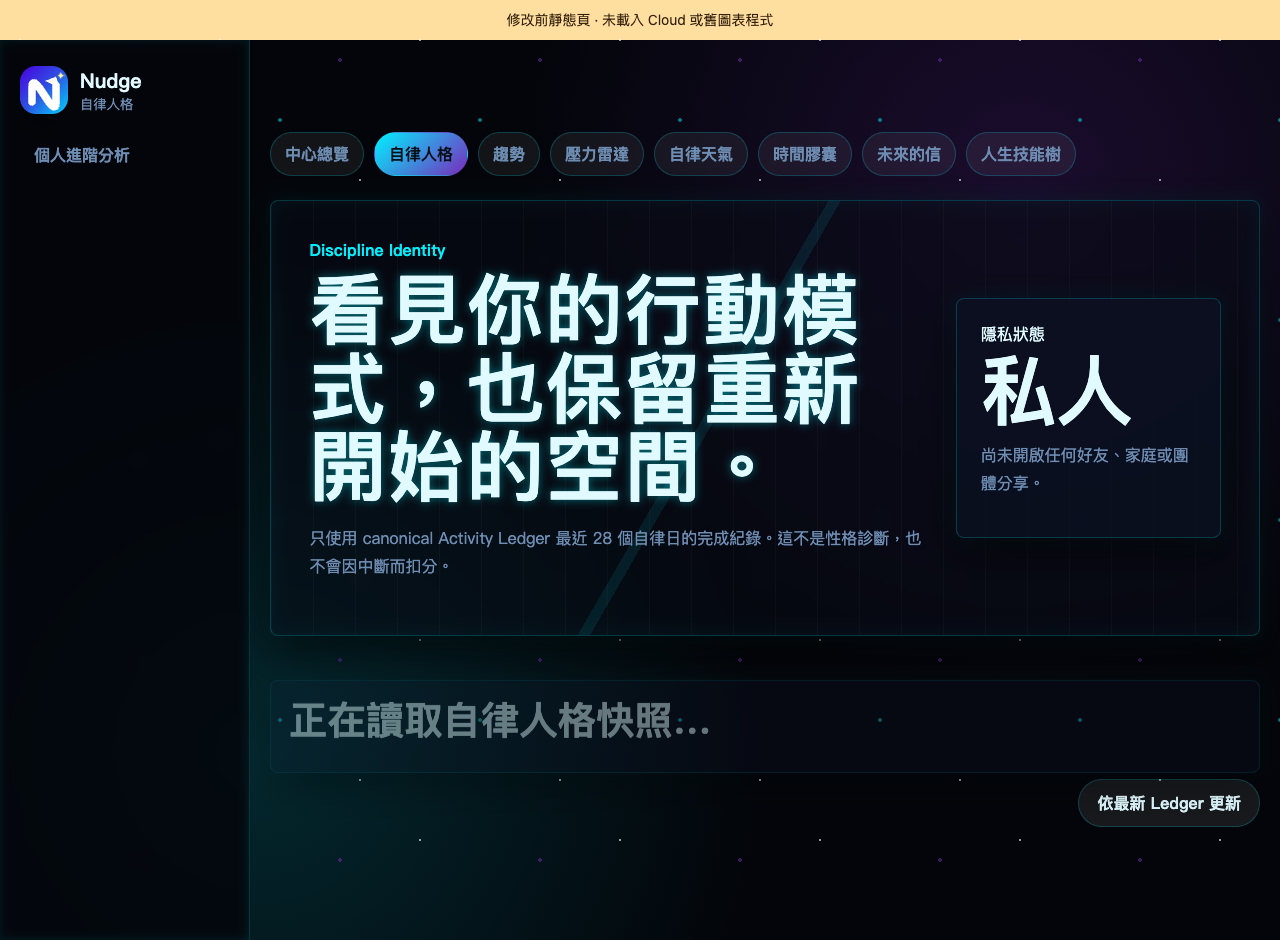 修改前靜態頁 · 未載入 Cloud 或舊圖表程式
Nudge
自律人格
個人進階分析
中心總覽
自律人格
趨勢
壓力雷達
自律天氣
時間膠囊
未來的信
人生技能樹
Discipline Identity
看見你的行動模
式，也保留重新
開始的空間。
只使用 canonical Activity Ledger 最近 28 個自律日的完成紀錄。這不是性格診斷，也
不會因中斷而扣分。
隱私狀態
私人
尚未開啟任何好友、家庭或團
體分享。
正在讀取自律人格快照...
依最新 Ledger 更新